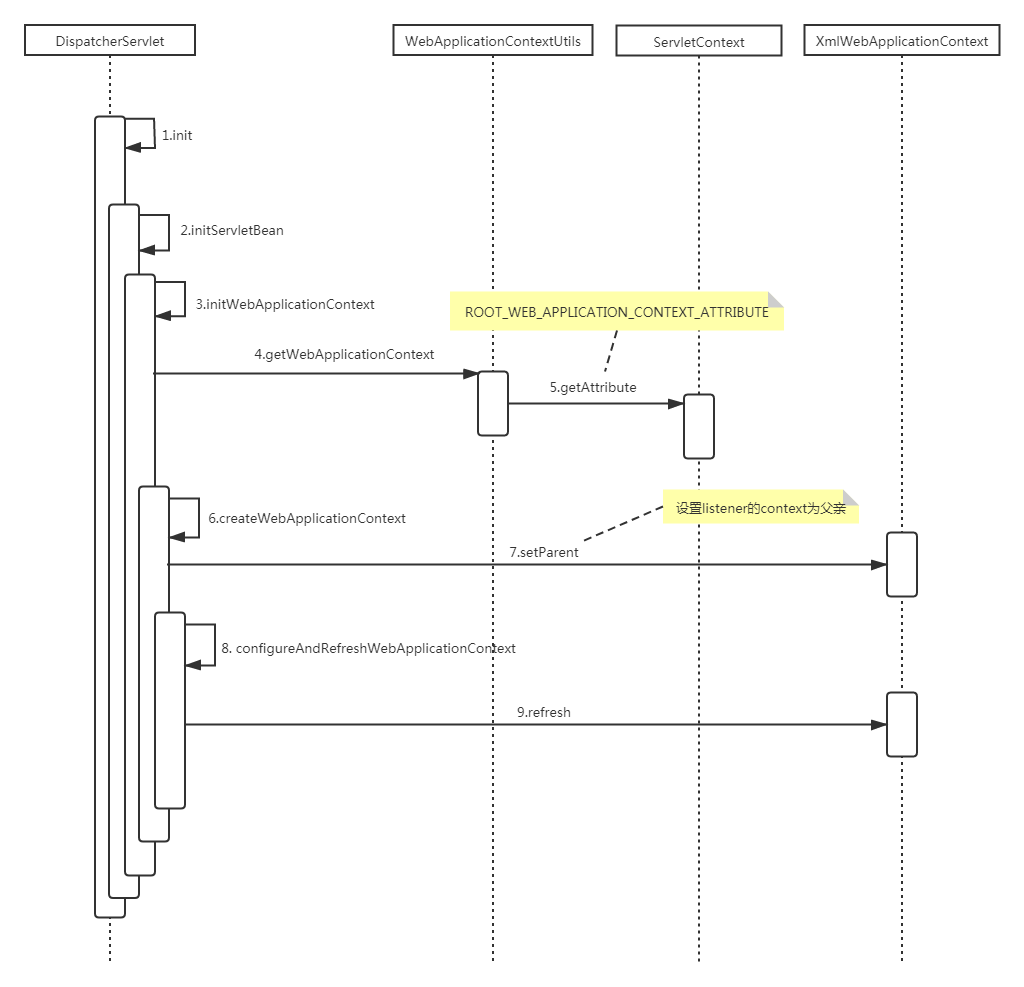 DispatcherServlet
WebApplicationContextUtils
ServletContext
XmlWebApplicationContext
1.init
2.initServletBean
3.initWebApplicationContext
ROOT_WEB_APPLICATION_CONTEXT_ATTRIBUTE
4.getWebApplicationContext
5.getAttribute
设置listener的context为父亲
6.createWebApplicationContext
7.setParent
8. configureAndRefreshWebApplicationContext
9.refresh